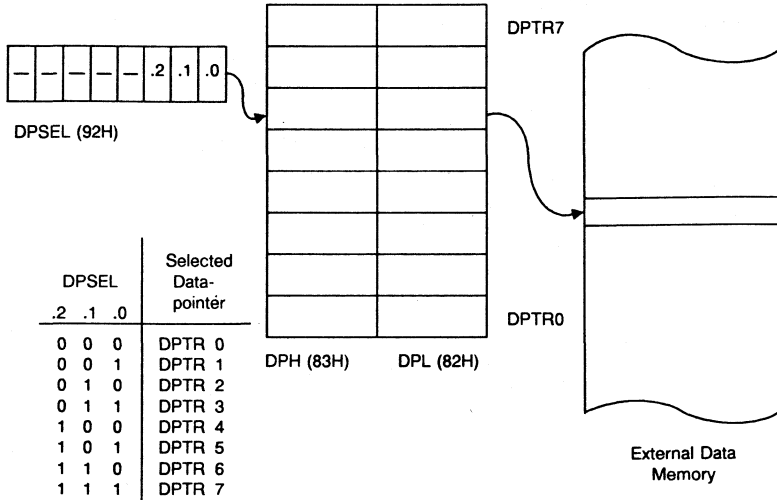 DPTR7
— — — — — .2 .1 .0
DPSEL (92H)
DPTR0
DPH (83H) DPL (82H)
External Data
Memory
DPSEL
Selected
Data-
pointér
.2 .1 .0
0 0 0 DPTR 0
0 0 1 DPTR 1
0 1 0 DPTR 2
0 1 1 DPTR 3
1 0 0 DPTR 4
1 0 1 DPTR 5
1 1 0 DPTR 6
1 1 1 DPTR 7